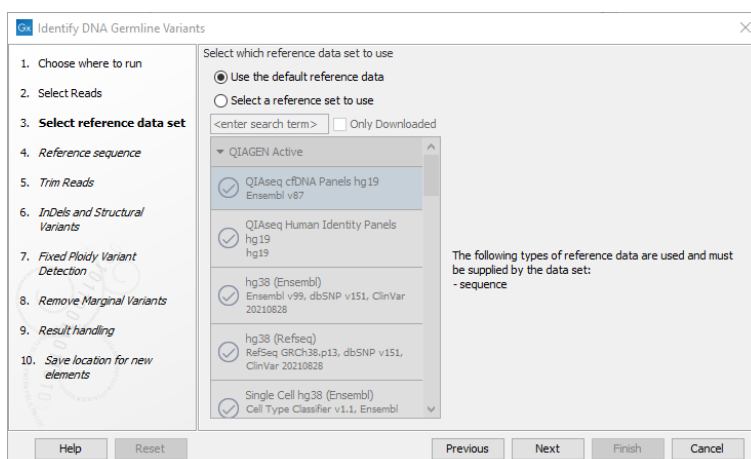 Gx Identify DNA Germline Variants
1. Choose where to run
2. Select Reads
3. Select reference data set
4. Reference sequence
5. Trim Reads
6. InDels and Structural
Variants
7. Fixed Ploidy Variant
Detection
8. Remove Marginal Variants
9. Result handling
10. Save location for new
elements
Select which reference data set to use
Use the default reference data
Select a reference set to use
<enter search term> Only Downloaded
QIAGEN Active
QIAseq cfDNA Panels hg19
Ensembl v87
QIAseq Human Identity Panels
hg19
hg19
hg38 (Ensembl)
Ensembl v99, dbSNP v151, ClinVar
20210828
hg38 (Refseq)
RefSeq GRCh38.p13, dbSNP v151,
ClinVar 20210828
Single Cell hg38 (Ensembl)
Cell Type Classifier v1.1, Ensembl
The following types of reference data are used and must
be supplied by the data set:
- sequence
Help Reset Previous Next Finish Cancel